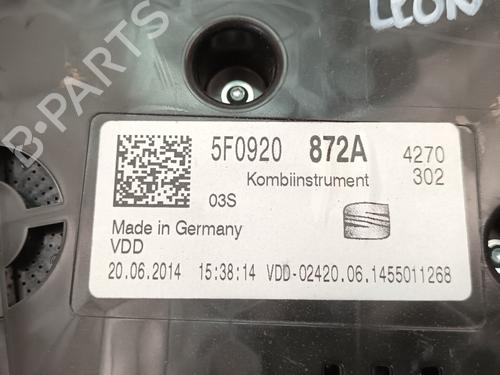 LEON
B-PARTS
5F0920 872A 4270
Kombiinstrument 302
03S
Made in Germany
VDD
20.06.2014 15:38:14 VDD-02420.06.1455011268